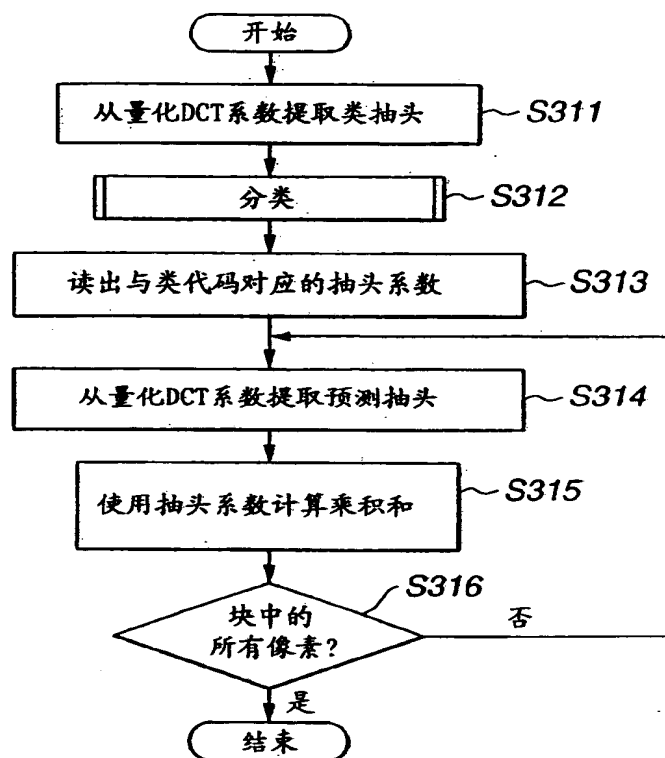 开始
从量化DCT系数提取类抽头
S311
分类
S312
读出与类代码对应的抽头系数
S313
从量化DCT系数提取预测抽头
S314
使用抽头系数计算乘积和
S315
S316
块中的
所有像素?
否
是
结束